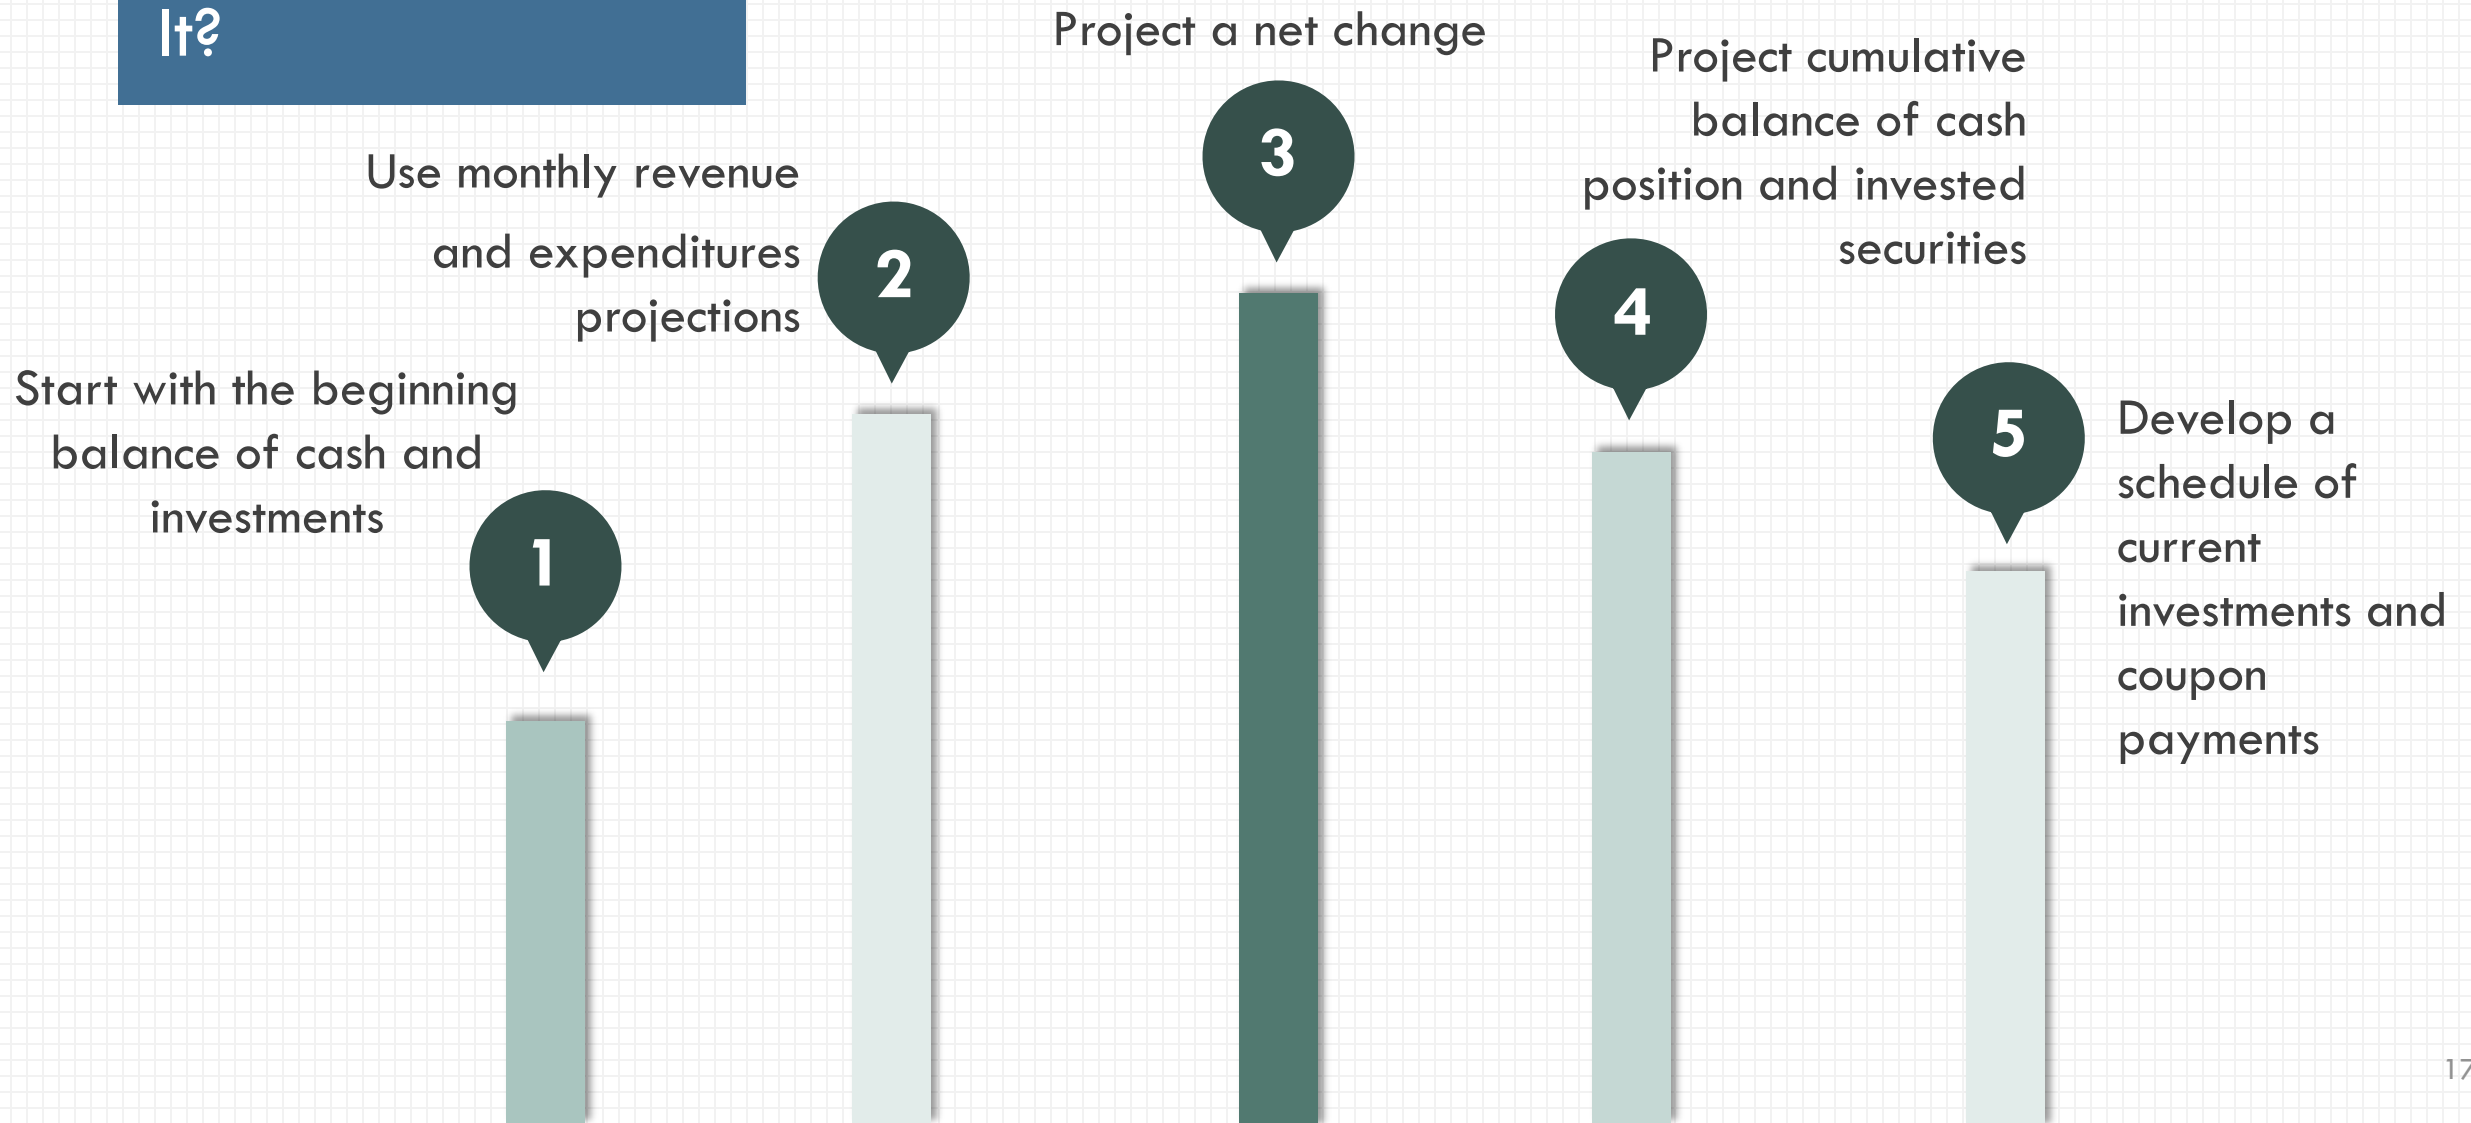 It?
Start with the beginning
balance of cash and
investments
1
Use monthly revenue
and expenditures
projections
2
Project a net change
3
Project cumulative
balance of cash
position and invested
securities
4
5
Develop a
schedule of
current
investments and
coupon
payments
17